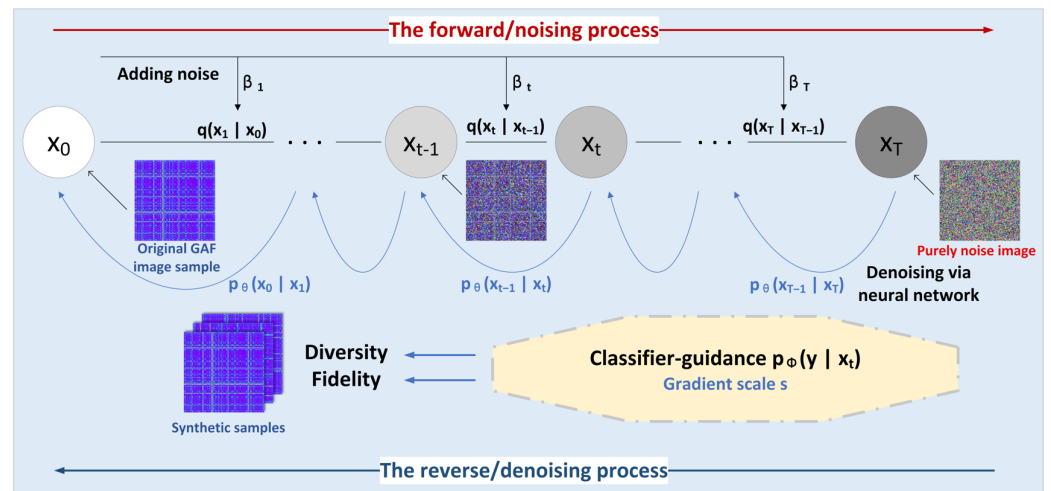 The forward/noising process
Adding noise
β 1
β t
β T
q(x1 | x0)
q(xt | xt−1)
q(xT | xT−1)
x0
. . .
xt-1
xt
. . .
xT
Original GAF
image sample
Purely noise image
pθ(x0 | x1)
pθ(xt−1 | xt)
pθ(xT−1 | xT)
Denoising via
neural network
Diversity
Fidelity
Classifier-guidance pΦ(y | xt)
Gradient scale s
Synthetic samples
The reverse/denoising process